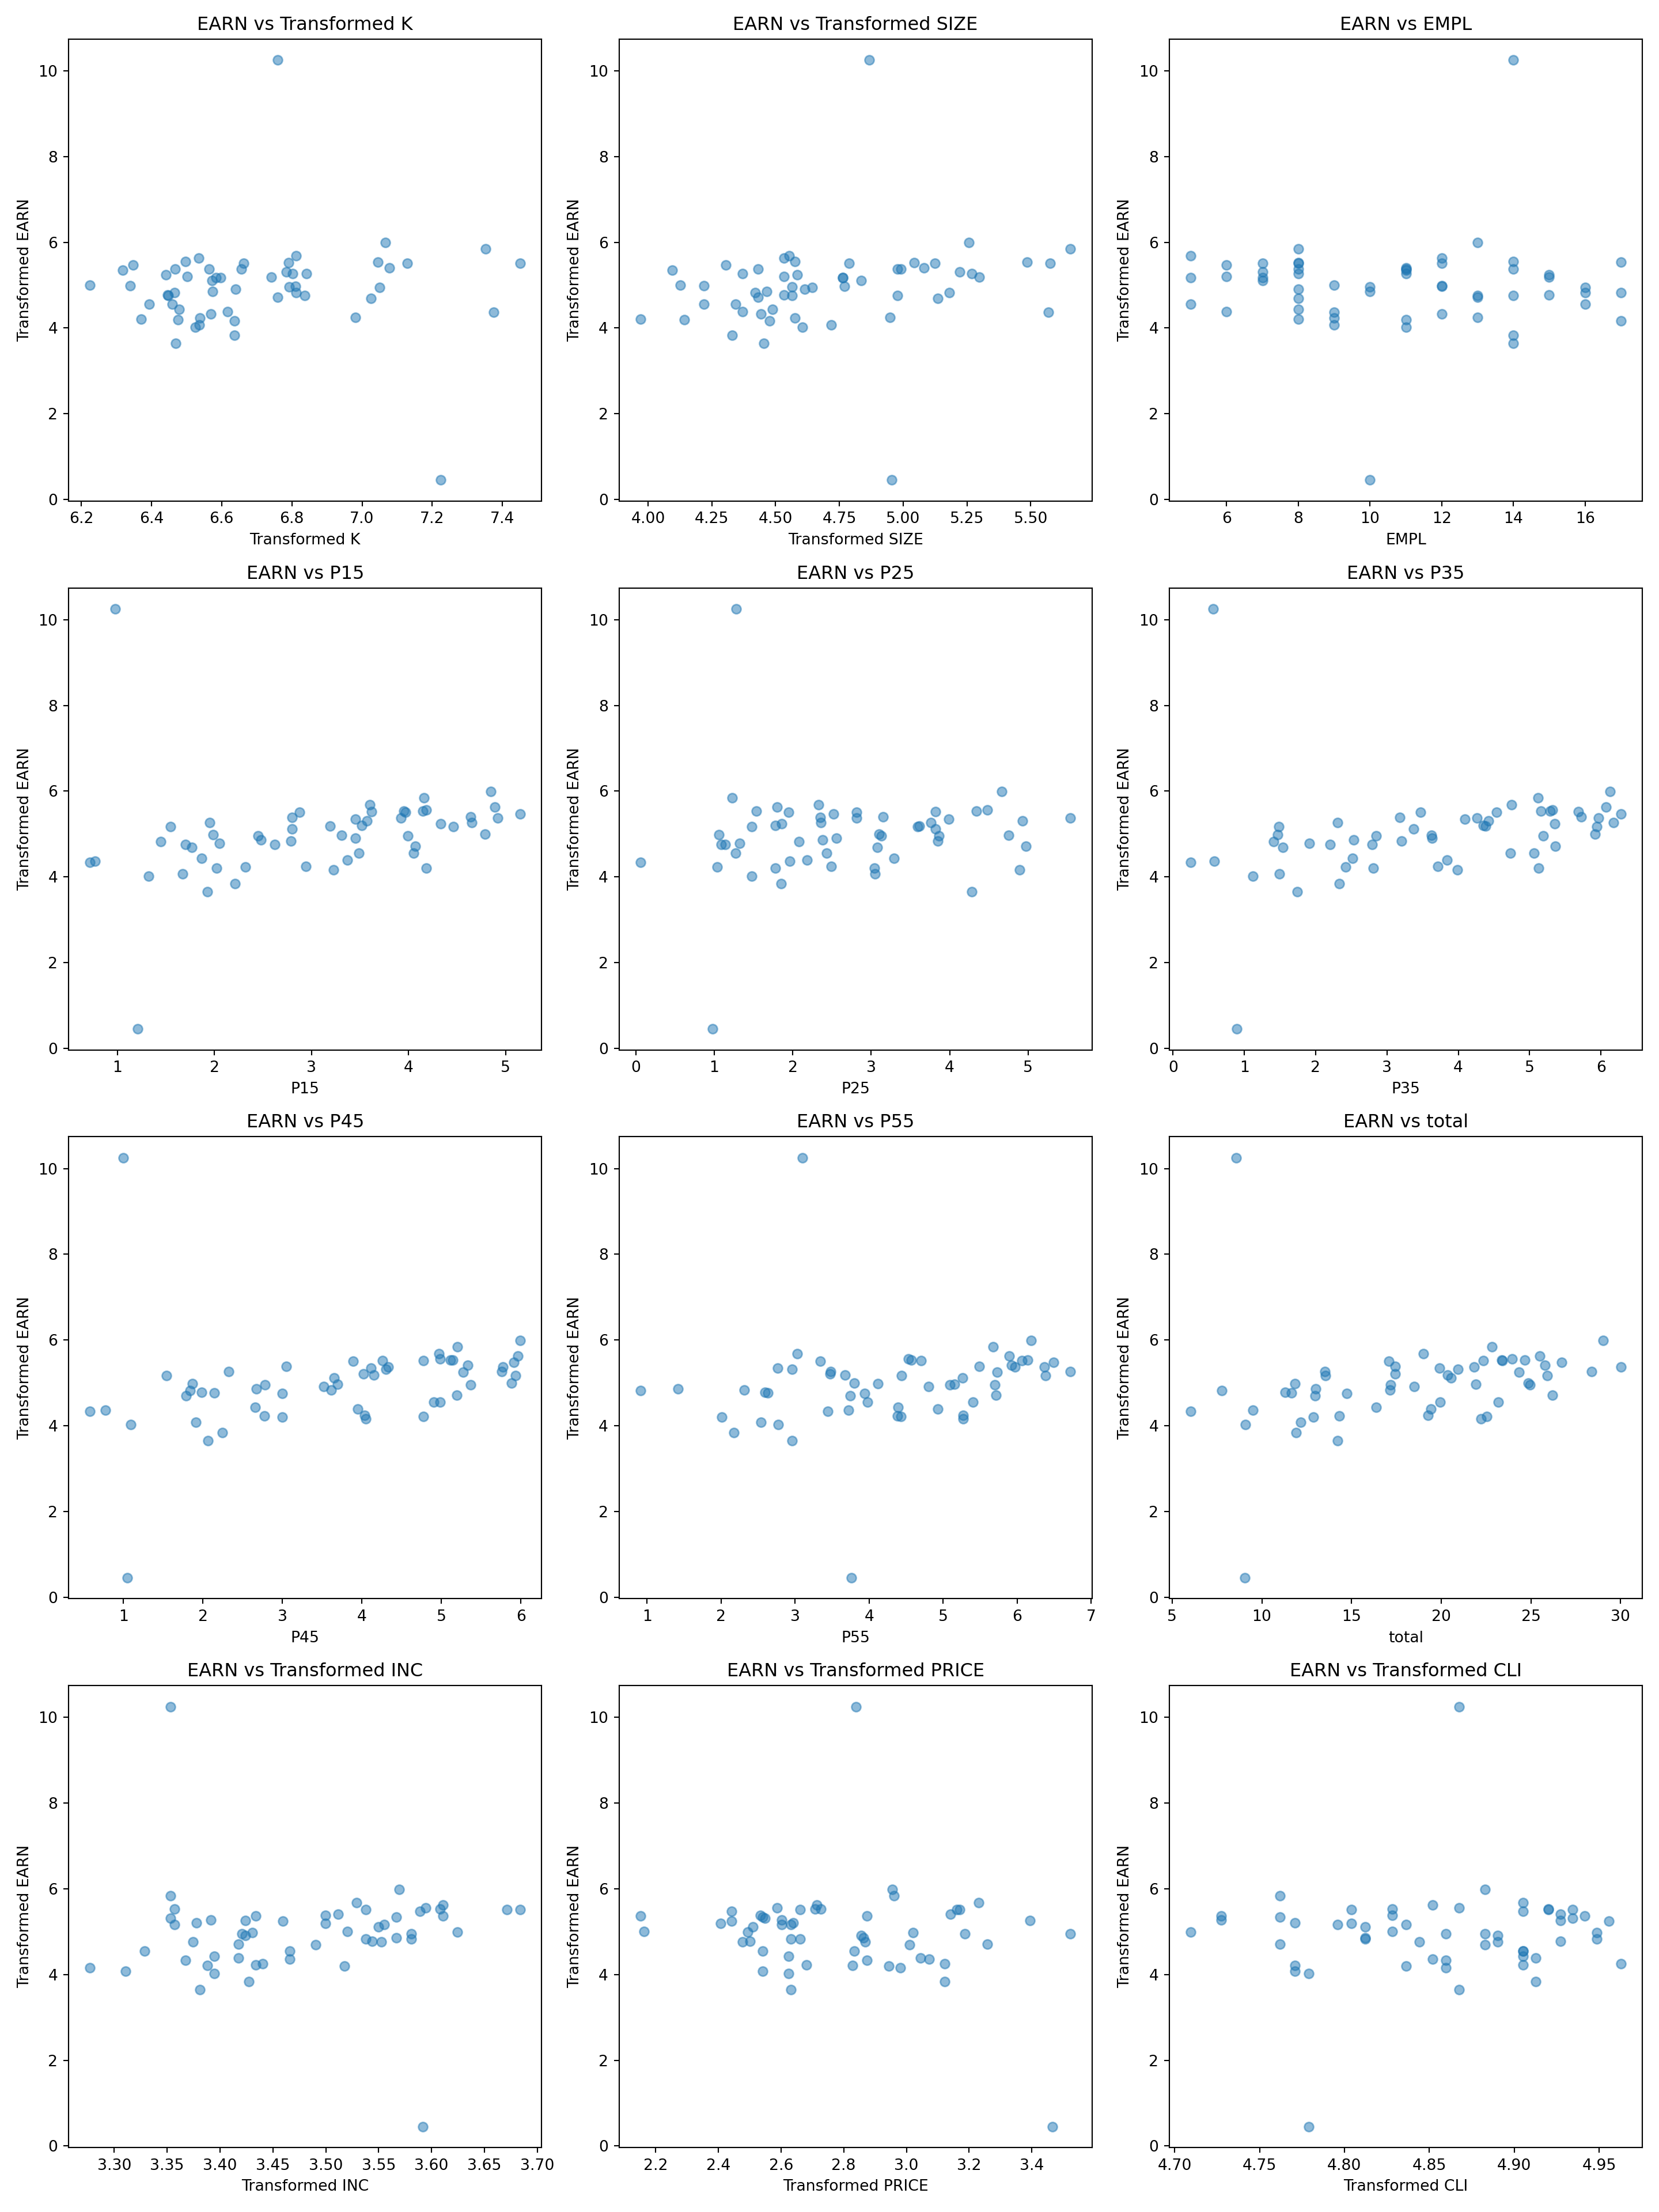 EARN vs Transformed K
EARN vs Transformed SIZE
EARN vs EMPL
Transformed EARN
10
8
6
4
2
0
6.2 6.4 6.6 6.8 7.0 7.2 7.4
Transformed K
Transformed EARN
10
8
6
4
2
0
4.00 4.25 4.50 4.75 5.00 5.25 5.50
Transformed SIZE
Transformed EARN
10
8
6
4
2
0
6 8 10 12 14 16
EMPL
EARN vs P15
EARN vs P25
EARN vs P35
Transformed EARN
10
8
6
4
2
0
1 2 3 4 5
P15
Transformed EARN
10
8
6
4
2
0
0 1 2 3 4 5
P25
Transformed EARN
10
8
6
4
2
0
0 1 2 3 4 5 6
P35
EARN vs P45
EARN vs P55
EARN vs total
Transformed EARN
10
8
6
4
2
0
1 2 3 4 5 6
P45
Transformed EARN
10
8
6
4
2
0
1 2 3 4 5 6 7
P55
Transformed EARN
10
8
6
4
2
0
5 10 15 20 25 30
total
EARN vs Transformed INC
EARN vs Transformed PRICE
EARN vs Transformed CLI
Transformed EARN
10
8
6
4
2
0
3.30 3.35 3.40 3.45 3.50 3.55 3.60 3.65 3.70
Transformed INC
Transformed EARN
10
8
6
4
2
0
2.2 2.4 2.6 2.8 3.0 3.2 3.4
Transformed PRICE
Transformed EARN
10
8
6
4
2
0
4.70 4.75 4.80 4.85 4.90 4.95
Transformed CLI